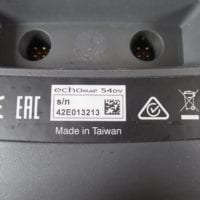 echoMAP 54DV
s/n
42E013213
EAC
Made in Taiwan